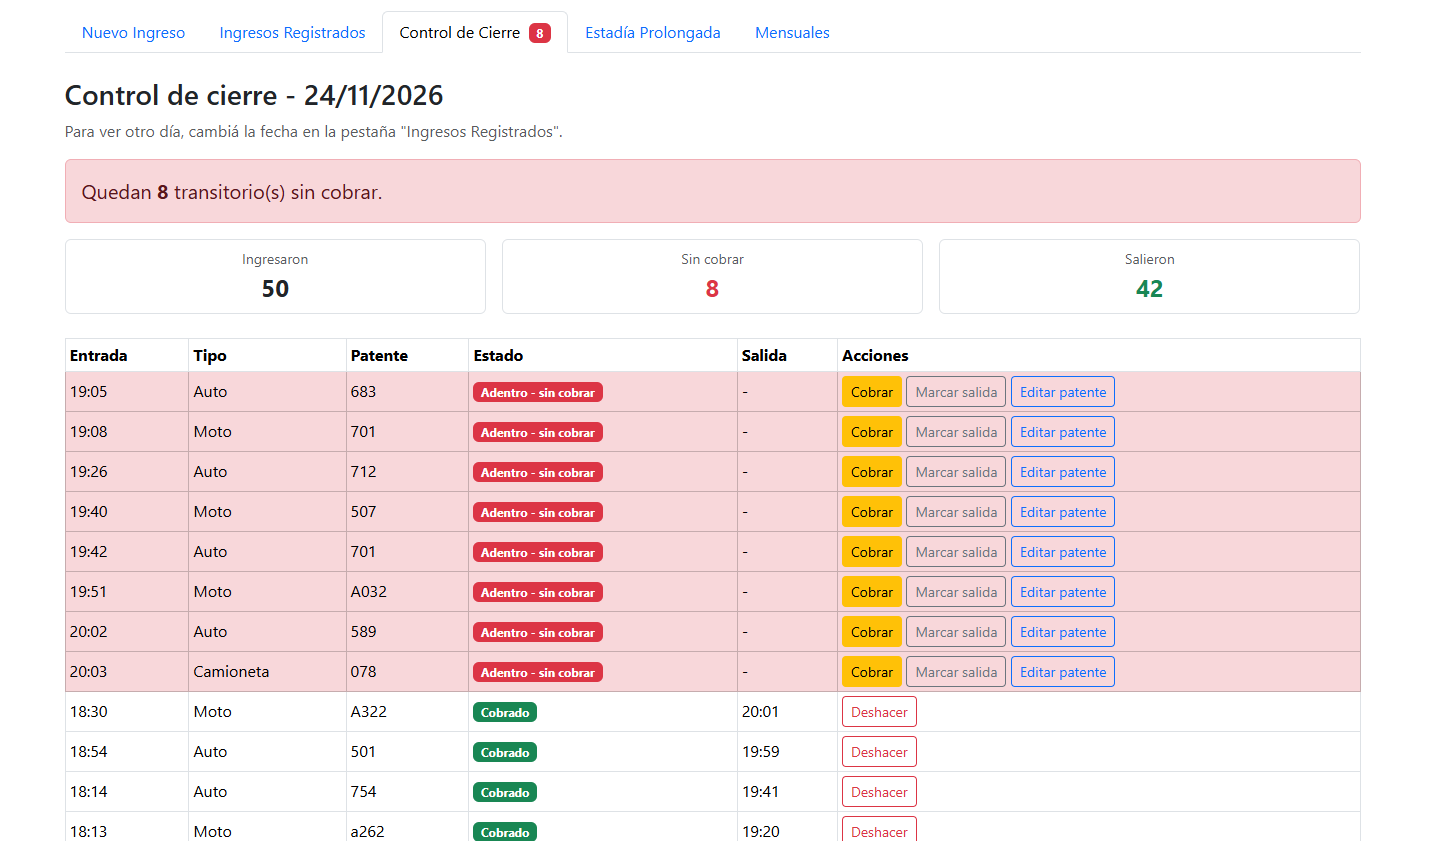 Nuevo Ingreso Ingresos Registrados Control de Cierre 8 Estadía Prolongada Mensuales
Control de cierre - 24/11/2026
Para ver otro día, cambiá la fecha en la pestaña "Ingresos Registrados".
Quedan 8 transitorio(s) sin cobrar.
Ingresaron Sin cobrar Salieron
50 8 42
Entrada Tipo Patente Estado Salida Acciones
19:05 Auto 683 Adentro - sin cobrar - Cobrar Marcar salida Editar patente
19:08 Moto 701 Adentro - sin cobrar - Cobrar Marcar salida Editar patente
19:26 Auto 712 Adentro - sin cobrar - Cobrar Marcar salida Editar patente
19:40 Moto 507 Adentro - sin cobrar - Cobrar Marcar salida Editar patente
19:42 Auto 701 Adentro - sin cobrar - Cobrar Marcar salida Editar patente
19:51 Moto A032 Adentro - sin cobrar - Cobrar Marcar salida Editar patente
20:02 Auto 589 Adentro - sin cobrar - Cobrar Marcar salida Editar patente
20:03 Camioneta 078 Adentro - sin cobrar - Cobrar Marcar salida Editar patente
18:30 Moto A322 Cobrado 20:01 Deshacer
18:54 Auto 501 Cobrado 19:59 Deshacer
18:14 Auto 754 Cobrado 19:41 Deshacer
18:13 Moto a262 Cobrado 19:20 Deshacer